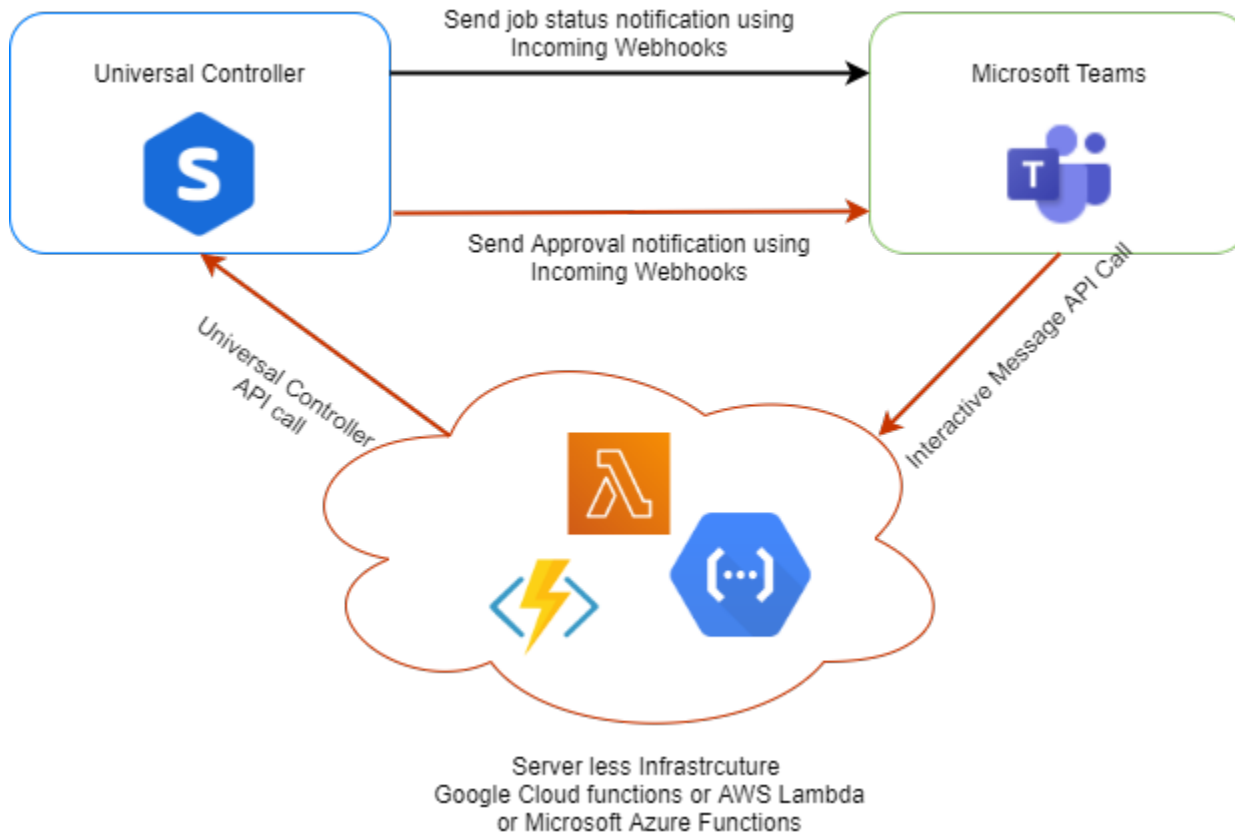 Send job status notification using
Incoming Webhooks
Universal Controller
Microsoft Teams
S
T
Send Approval notification using
Incoming Webhooks
Universal Controller
API call
Interactive Message API Call
Server less Infrastrcuture
Google Cloud functions or AWS Lambda
or Microsoft Azure Functions